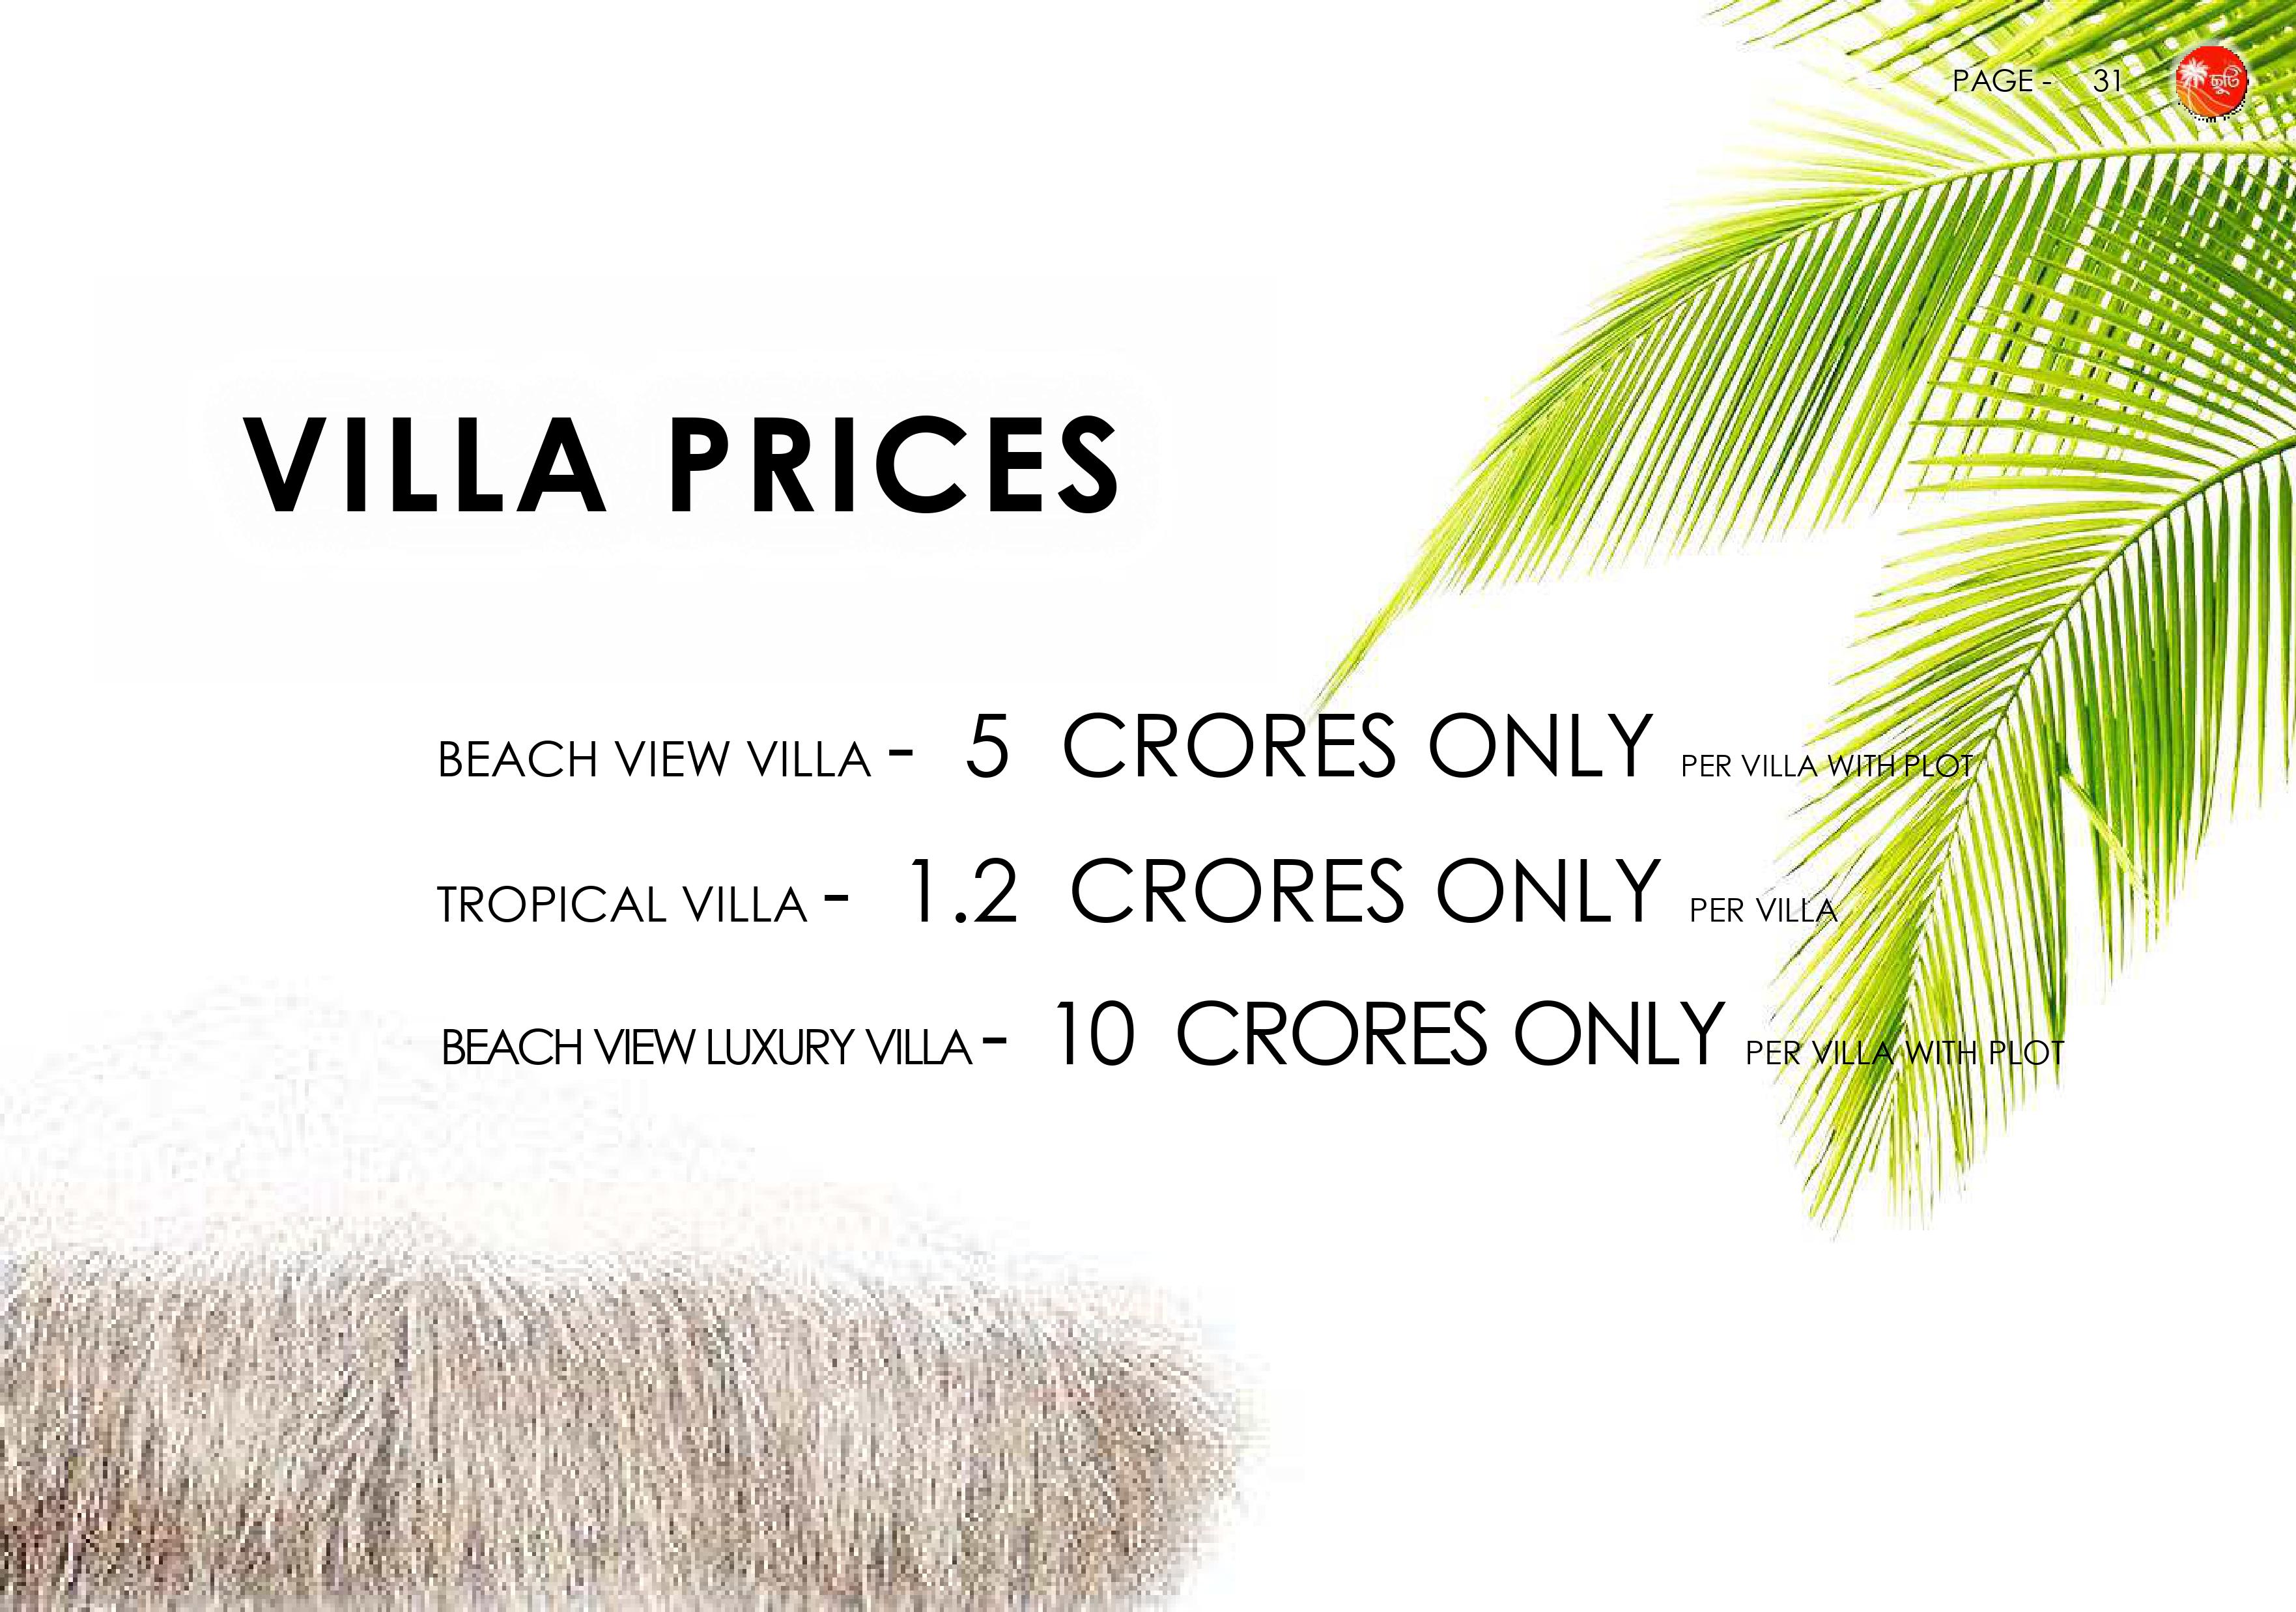 PAGE - 31
ছুটি
VILLA PRICES
BEACH VIEW VILLA - 5 CRORES ONLY PER VILLA WITH PLOT
TROPICAL VILLA - 1.2 CRORES ONLY PER VILLA
BEACH VIEW LUXURY VILLA - 10 CRORES ONLY PER VILLA WITH PLOT